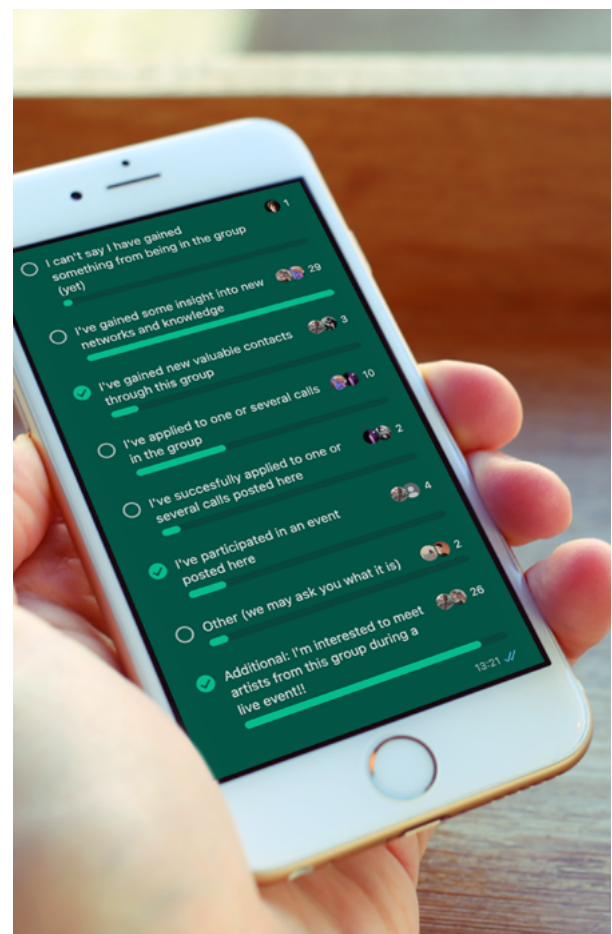 I can't say I have gained
something from being in the group
(yet)
1
I've gained some insight into new
networks and knowledge
29
I've gained new valuable contacts
through this group
3
I've applied to one or several calls
in the group
10
I've succesfully applied to one or
several calls posted here
2
I've participated in an event
posted here
4
Other (we may ask you what it is)
2
Additional: I'm interested to meet
artists from this group during a
live event!!
26
13:21